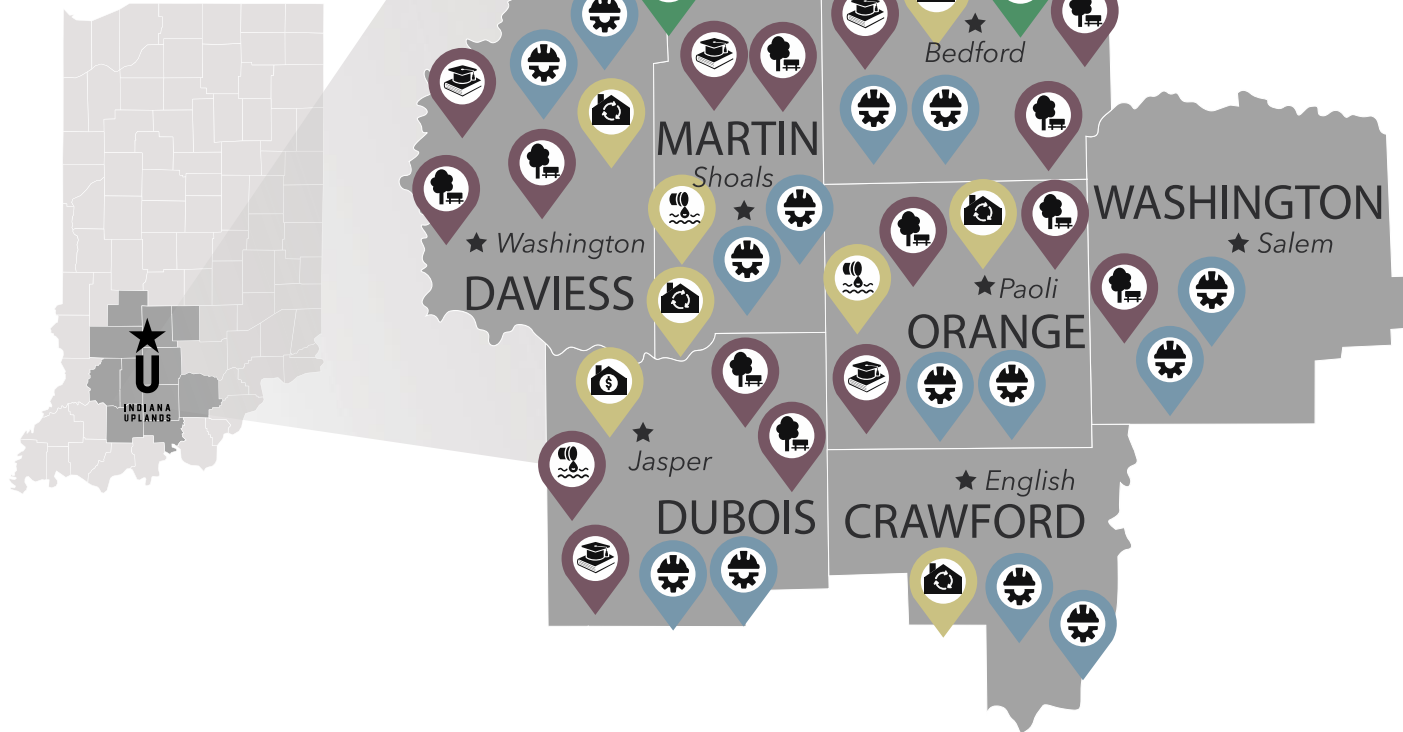 Bedford
MARTIN
Shoals
WASHINGTON
Salem
Washington
DAVIESS
Paoli
ORANGE
U
INDIANA
UPLANDS
Jasper
English
DUBOIS
CRAWFORD
$